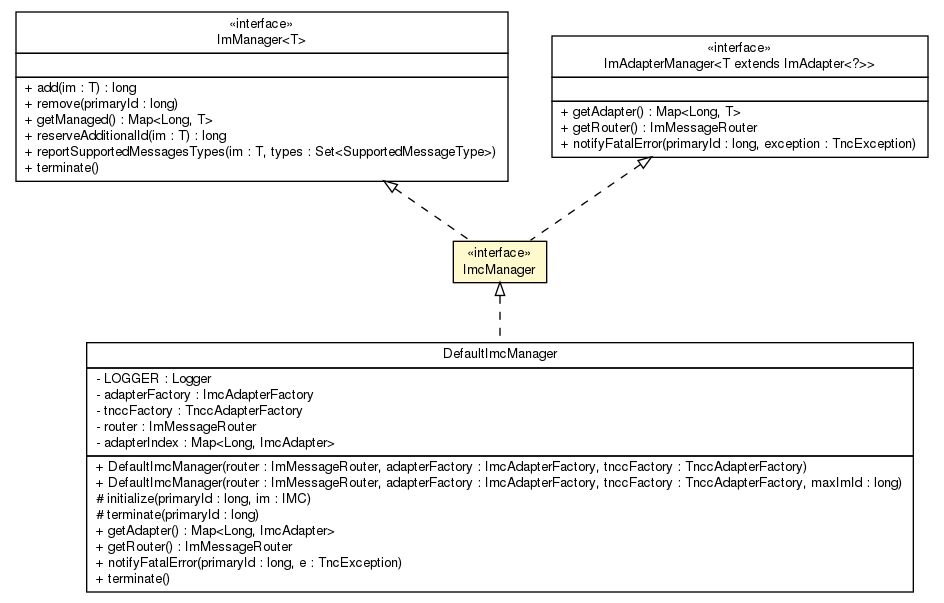 «interface»
ImManager<T>
+ add(im : T) : long
+ remove(primaryId : long)
+ getManaged() : Map<Long, T>
+ reserveAdditionalId(im : T) : long
+ reportSupportedMessagesTypes(im : T, types : Set<SupportedMessageType>)
+ terminate()
«interface»
ImAdapterManager<T extends ImAdapter<?>>
+ getAdapter() : Map<Long, T>
+ getRouter() : ImMessageRouter
+ notifyFatalError(primaryId : long, exception : TncException)
«interface»
ImcManager
DefaultImcManager
- LOGGER : Logger
- adapterFactory : ImcAdapterFactory
- tnccFactory : TnccAdapterFactory
- router : ImMessageRouter
- adapterIndex : Map<Long, ImcAdapter>
+ DefaultImcManager(router : ImMessageRouter, adapterFactory : ImcAdapterFactory, tnccFactory : TnccAdapterFactory)
+ DefaultImcManager(router : ImMessageRouter, adapterFactory : ImcAdapterFactory, tnccFactory : TnccAdapterFactory, maxImId : long)
# initialize(primaryId : long, im : IMC)
# terminate(primaryId : long)
+ getAdapter() : Map<Long, ImcAdapter>
+ getRouter() : ImMessageRouter
+ notifyFatalError(primaryId : long, e : TncException)
+ terminate()